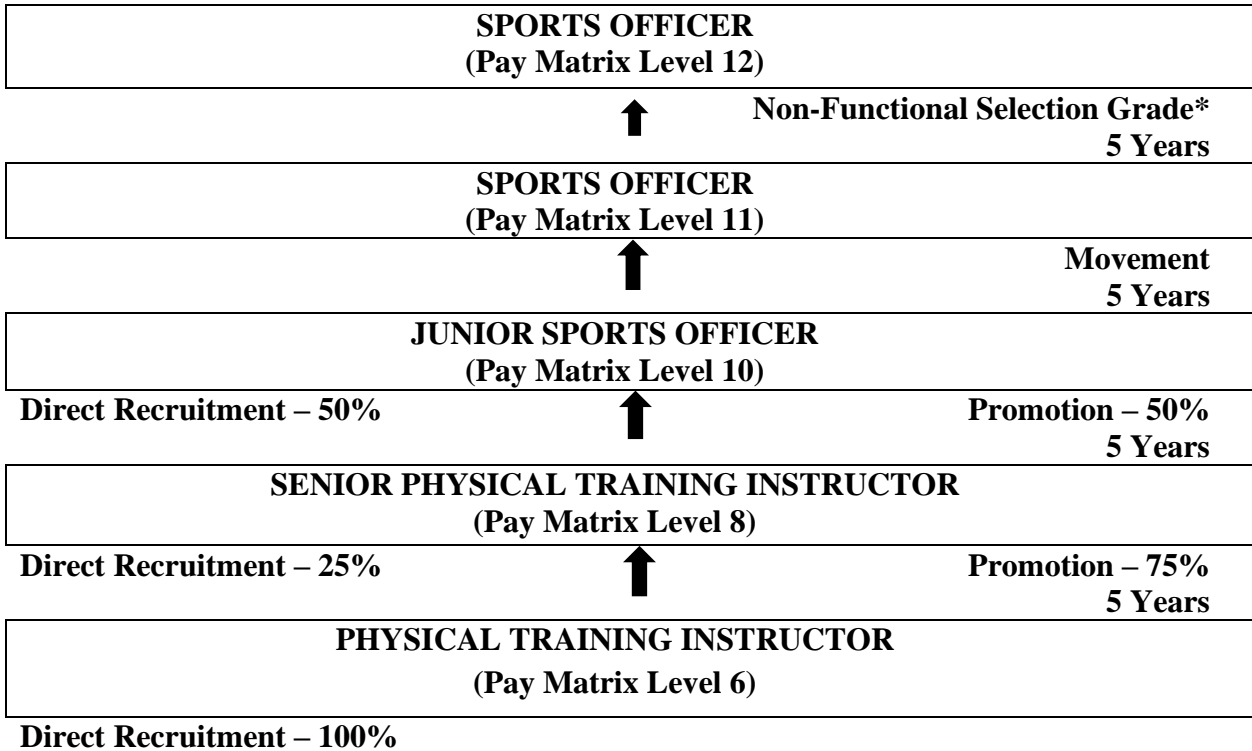 SPORTS OFFICER
(Pay Matrix Level 12)
Non-Functional Selection Grade*
5 Years
SPORTS OFFICER
(Pay Matrix Level 11)
Movement
5 Years
JUNIOR SPORTS OFFICER
(Pay Matrix Level 10)
Direct Recruitment – 50% Promotion – 50%
5 Years
SENIOR PHYSICAL TRAINING INSTRUCTOR
(Pay Matrix Level 8)
Direct Recruitment – 25% Promotion – 75%
5 Years
PHYSICAL TRAINING INSTRUCTOR
(Pay Matrix Level 6)
Direct Recruitment – 100%